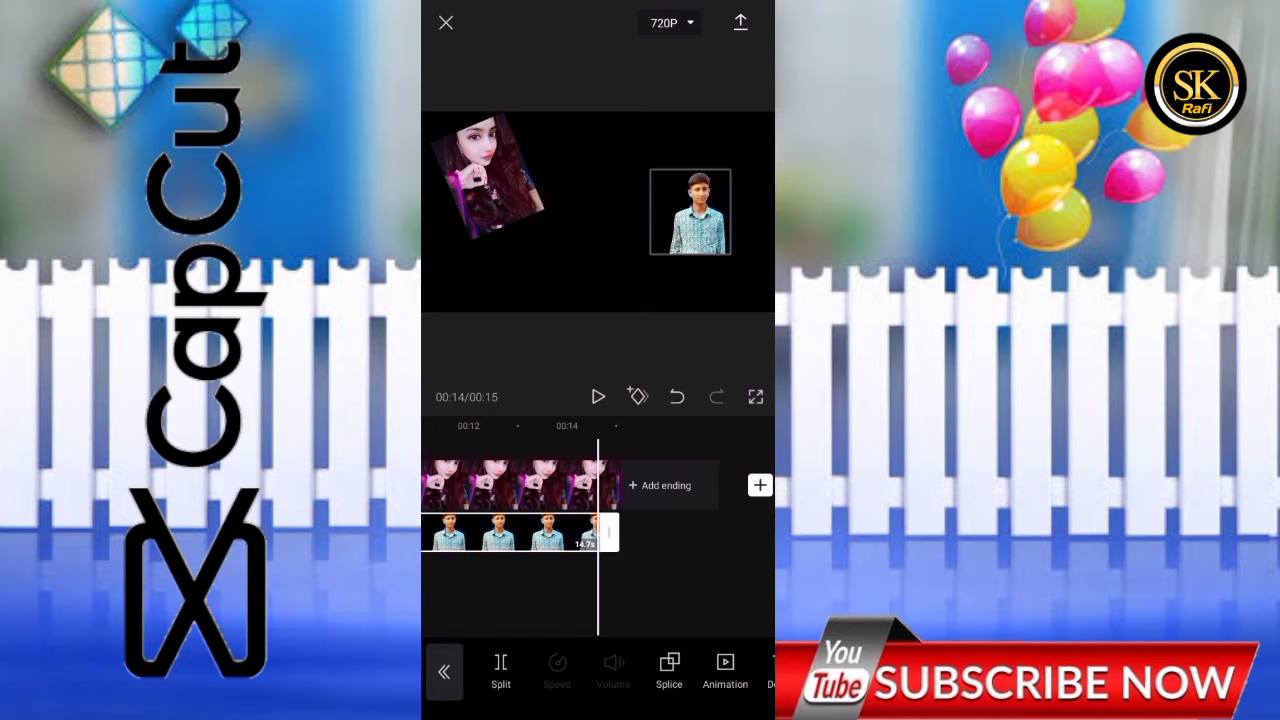 CapCut
720P
SK
Rafi
00:14/00:15
00:12
00:14
+ Add ending
14.7s
Split
Speed
Volume
Splice
Animation
You
Tube
SUBSCRIBE NOW